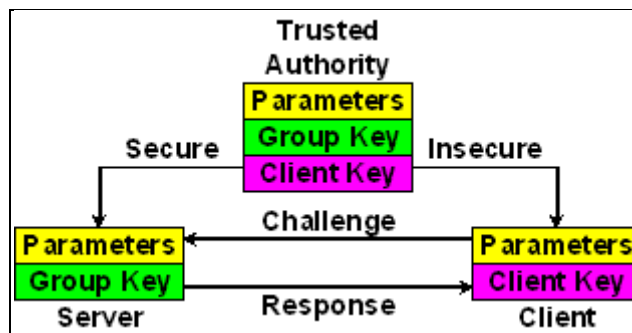 Trusted
Authority
Parameters
Group Key
Client Key
Secure
Insecure
Challenge
Parameters
Group Key
Server
Response
Parameters
Client Key
Client